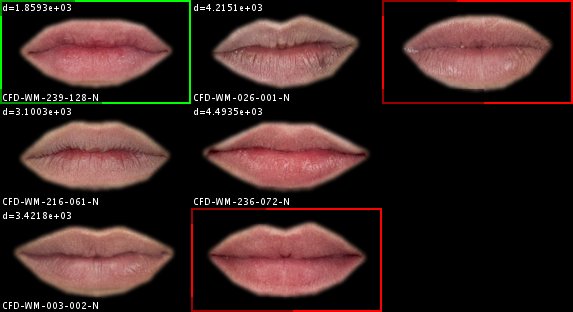 d=1.8593e+03
CFD-WM-239-128-N
d=4.2151e+03
CFD-WM-026-001-N
d=3.1003e+03
CFD-WM-216-061-N
d=4.4935e+03
CFD-WM-236-072-N
d=3.4218e+03
CFD-WM-003-002-N